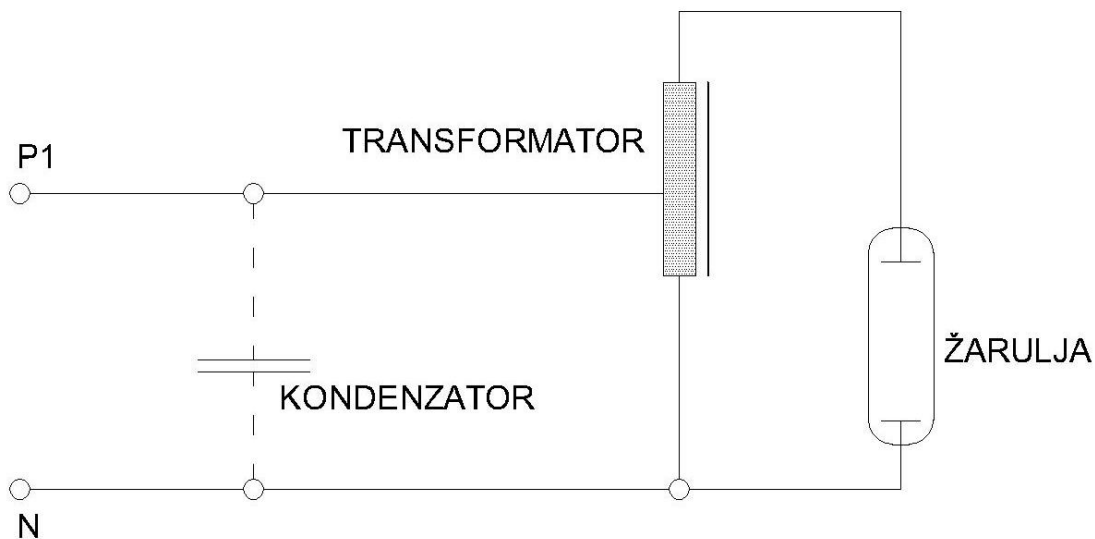 TRANSFORMATOR
P1
ŽARULJA
KONDENZATOR
N